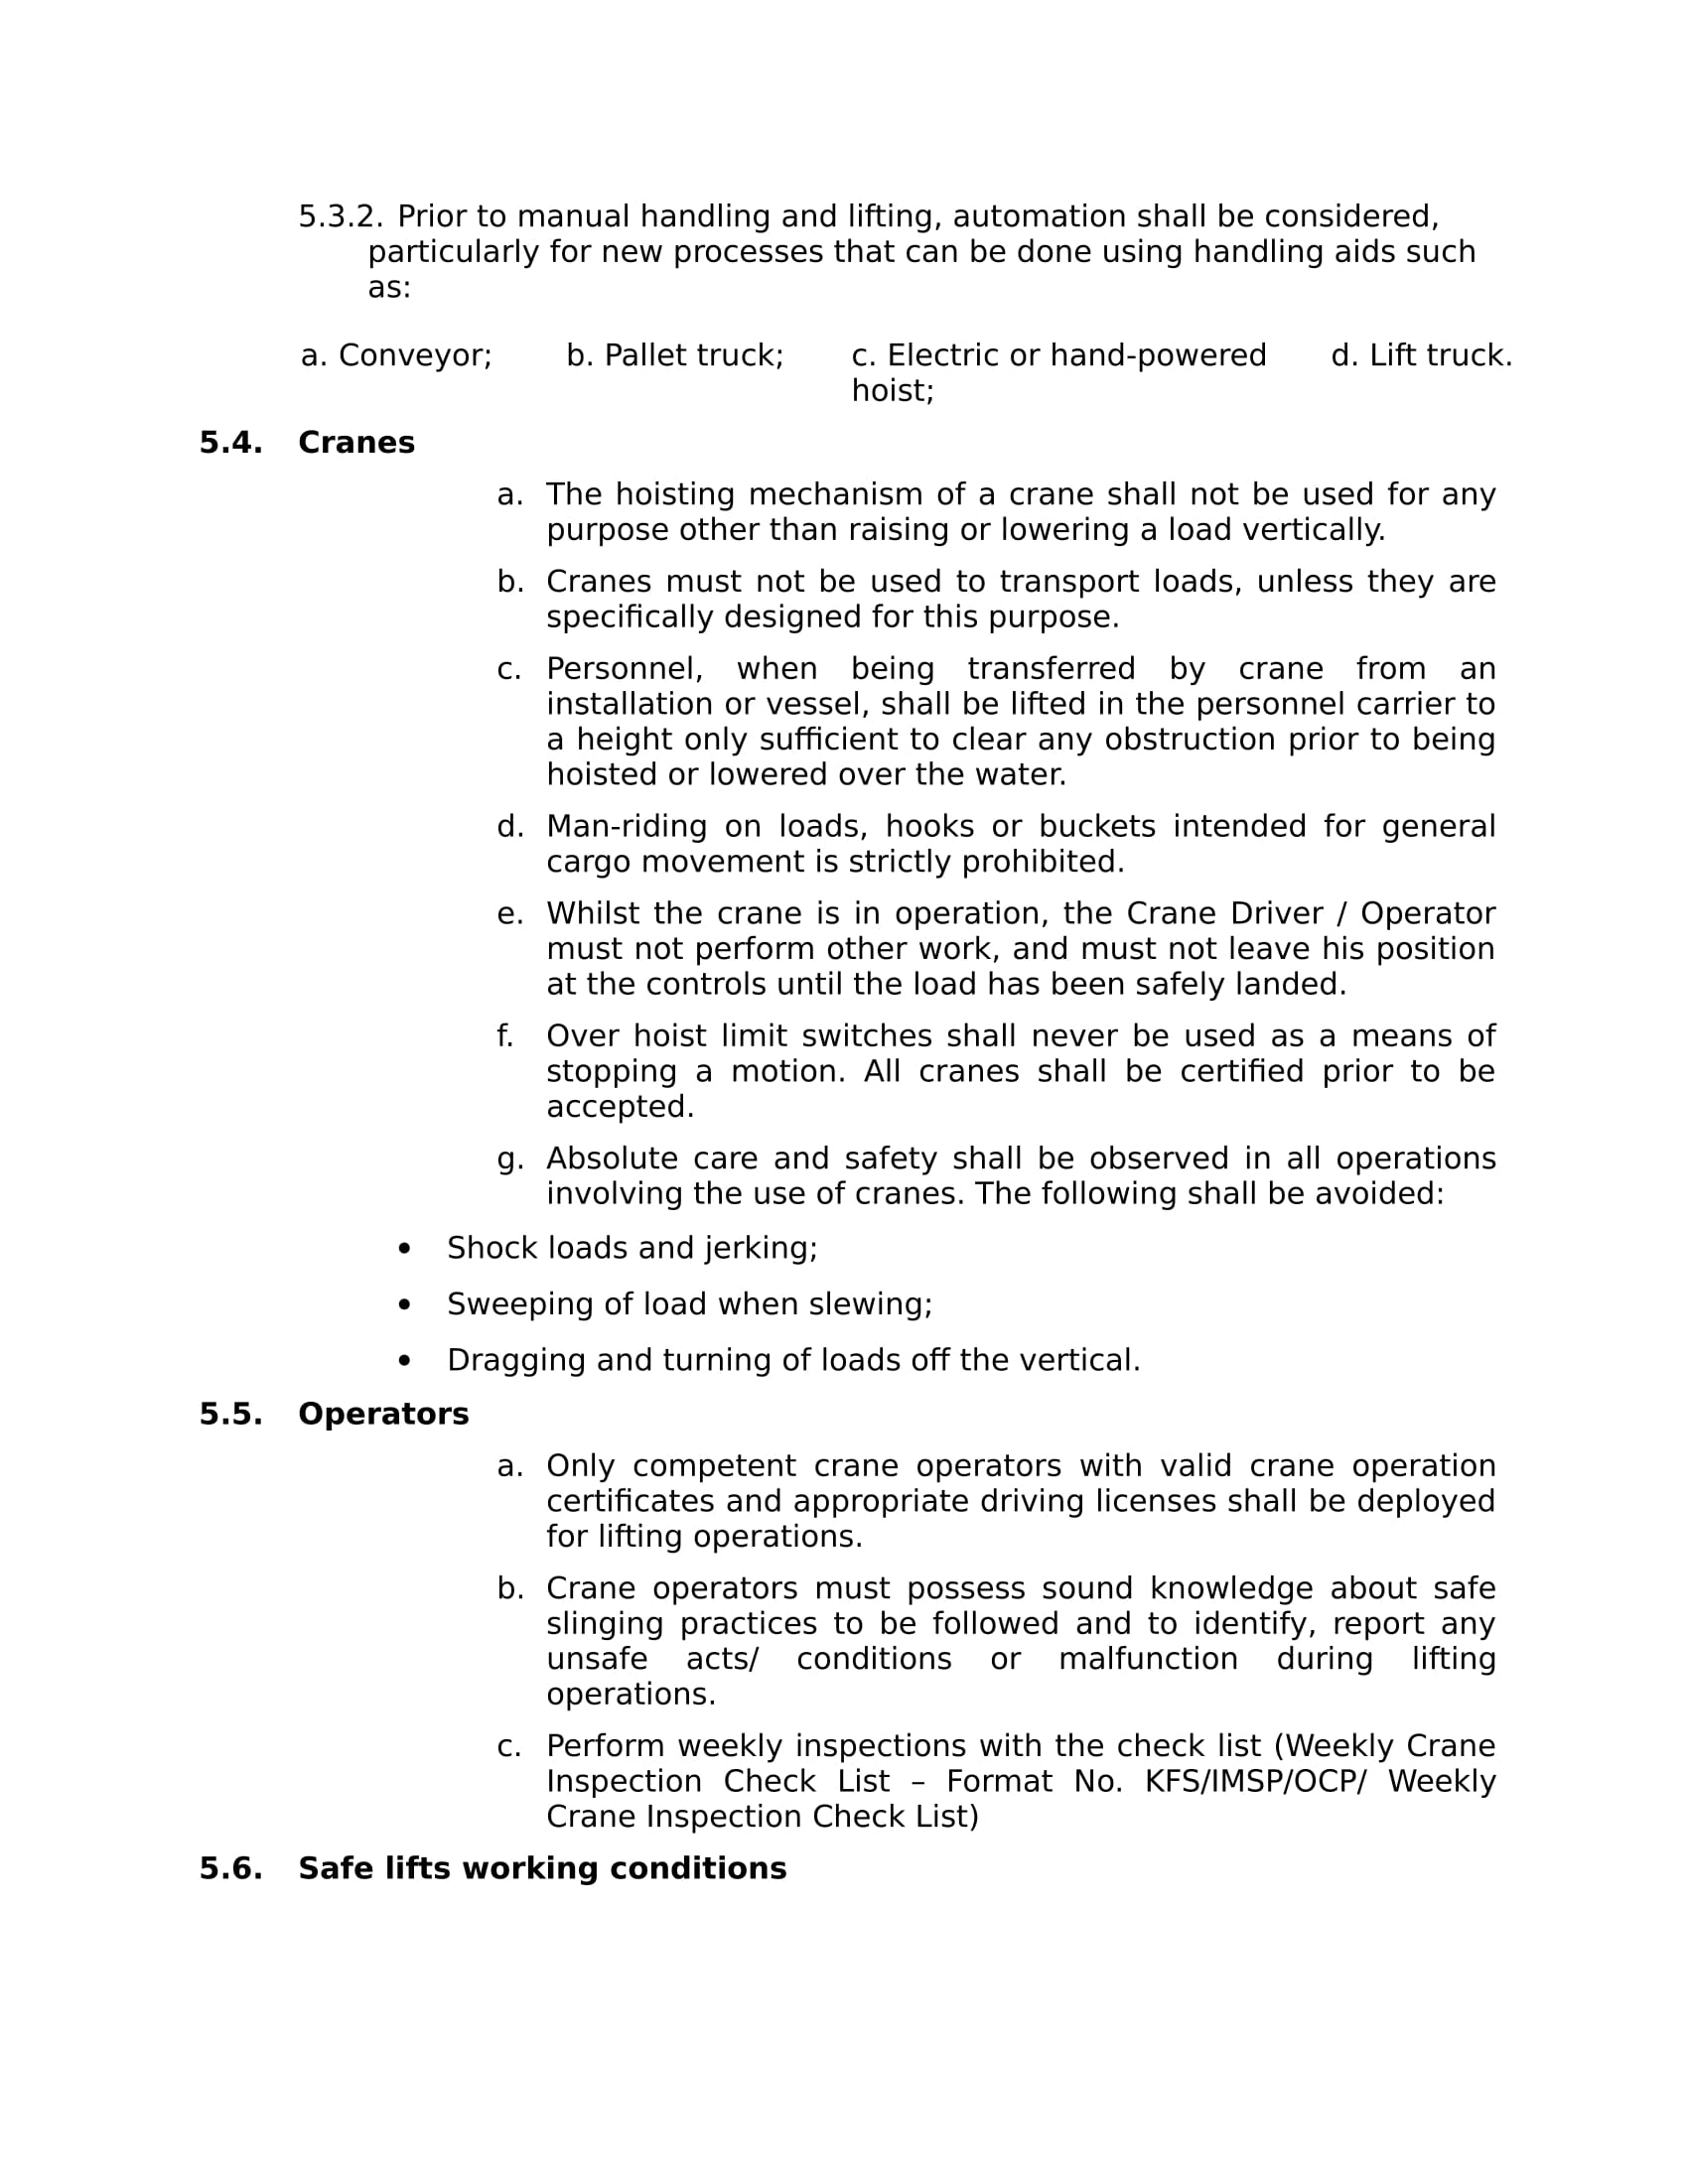 5.3.2. Prior to manual handling and lifting, automation shall be considered,
particularly for new processes that can be done using handling aids such
as:
a. Conveyor; b. Pallet truck; c. Electric or hand-powered d. Lift truck.
hoist;
5.4. Cranes
a. The hoisting mechanism of a crane shall not be used for any
purpose other than raising or lowering a load vertically.
b. Cranes must not be used to transport loads, unless they are
specifically designed for this purpose.
c. Personnel, when being transferred by crane from an
installation or vessel, shall be lifted in the personnel carrier to
a height only sufficient to clear any obstruction prior to being
hoisted or lowered over the water.
d. Man-riding on loads, hooks or buckets intended for general
cargo movement is strictly prohibited.
e. Whilst the crane is in operation, the Crane Driver / Operator
must not perform other work, and must not leave his position
at the controls until the load has been safely landed.
f. Over hoist limit switches shall never be used as a means of
stopping a motion. All cranes shall be certified prior to be
accepted.
g. Absolute care and safety shall be observed in all operations
involving the use of cranes. The following shall be avoided:
• Shock loads and jerking;
• Sweeping of load when slewing;
• Dragging and turning of loads off the vertical.
5.5. Operators
a. Only competent crane operators with valid crane operation
certificates and appropriate driving licenses shall be deployed
for lifting operations.
b. Crane operators must possess sound knowledge about safe
slinging practices to be followed and to identify, report any
unsafe acts/ conditions or malfunction during lifting
operations.
c. Perform weekly inspections with the check list (Weekly Crane
Inspection Check List – Format No. KFS/IMSP/OCP/ Weekly
Crane Inspection Check List)
5.6. Safe lifts working conditions